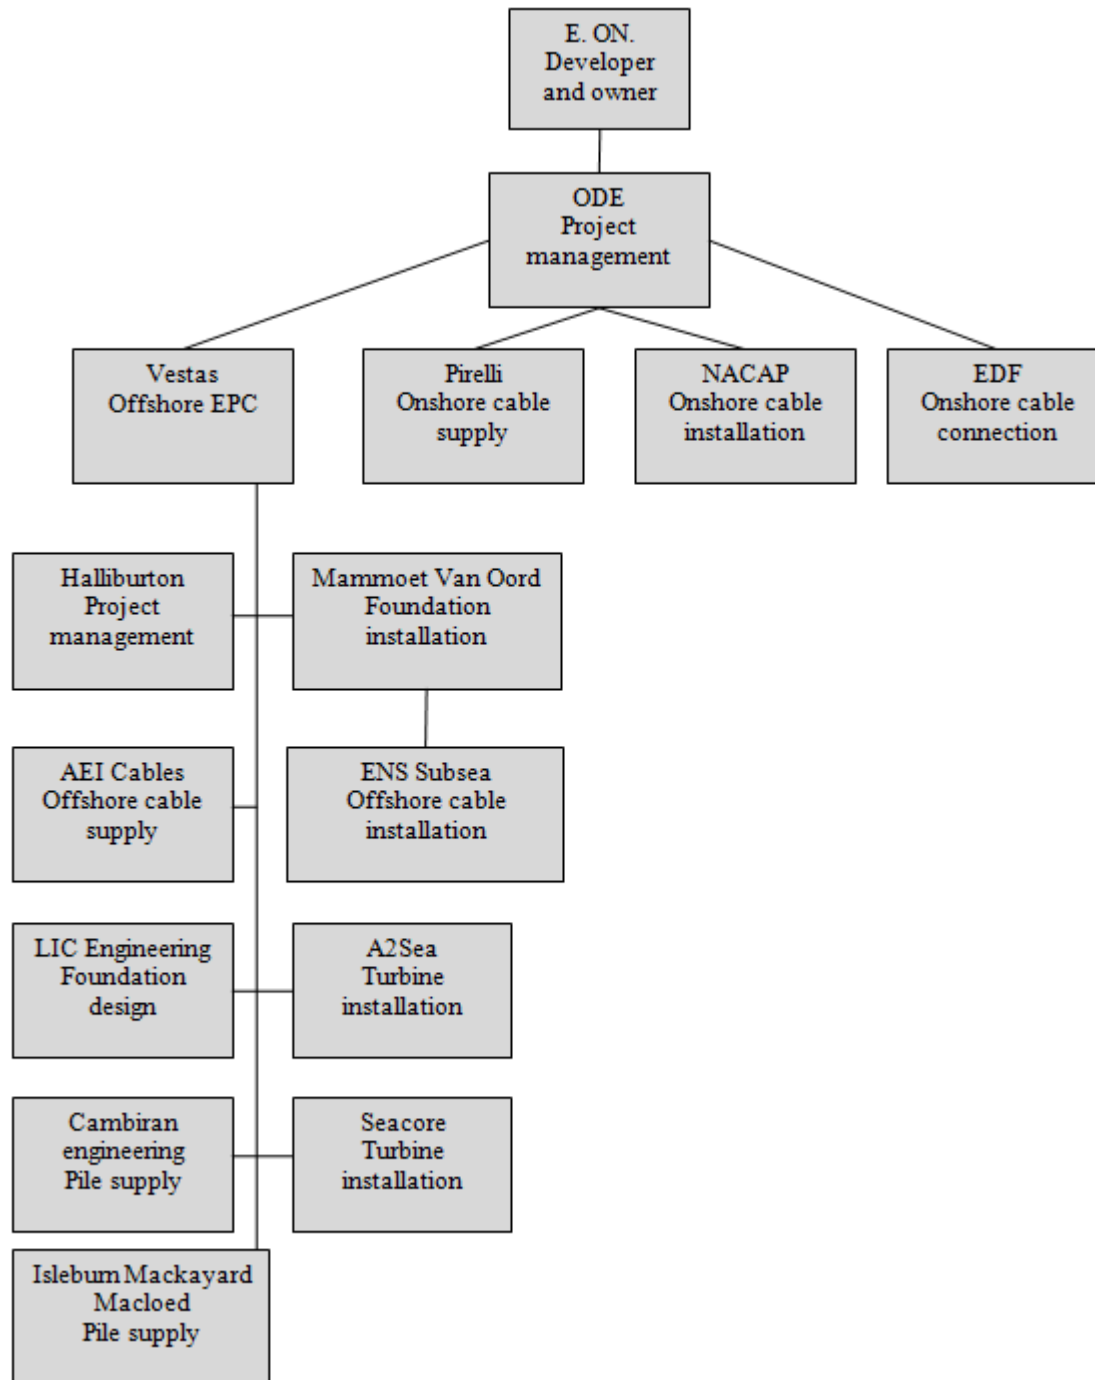 E. ON.
Developer
and owner
ODE
Project
management
Vestas
Offshore EPC
Pirelli
Onshore cable
supply
NACAP
Onshore cable
installation
EDF
Onshore cable
connection
Halliburton
Project
management
Mammoet Van Oord
Foundation
installation
AEI Cables
Offshore cable
supply
ENS Subsea
Offshore cable
installation
LIC Engineering
Foundation
design
A2Sea
Turbine
installation
Cambiran
engineering
Pile supply
Seacore
Turbine
installation
Isleburn Mackayard
Macloed
Pile supply